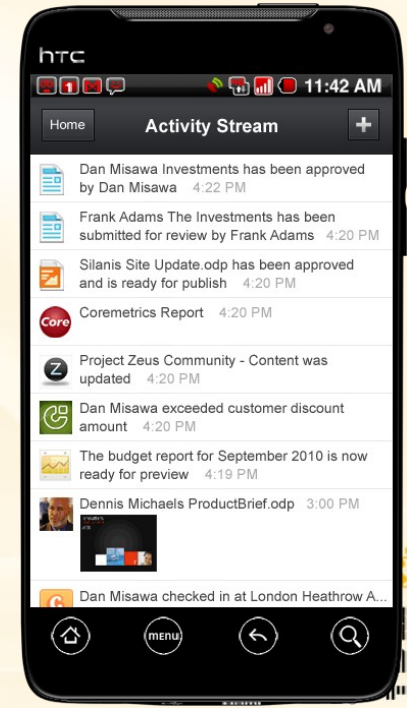 htc
11:42 AM
Home
Activity Stream
+
Dan Misawa Investments has been approved
by Dan Misawa 4:22 PM
Frank Adams The Investments has been
submitted for review by Frank Adams 4:20 PM
Silanis Site Update.odp has been approved
and is ready for publish 4:20 PM
Core
Coremetrics Report 4:20 PM
Z
Project Zeus Community - Content was
updated 4:20 PM
Dan Misawa exceeded customer discount
amount 4:20 PM
The budget report for September 2010 is now
ready for preview 4:19 PM
Dennis Michaels ProductBrief.odp 3:00 PM
Dan Misawa checked in at London Heathrow A...
MENU